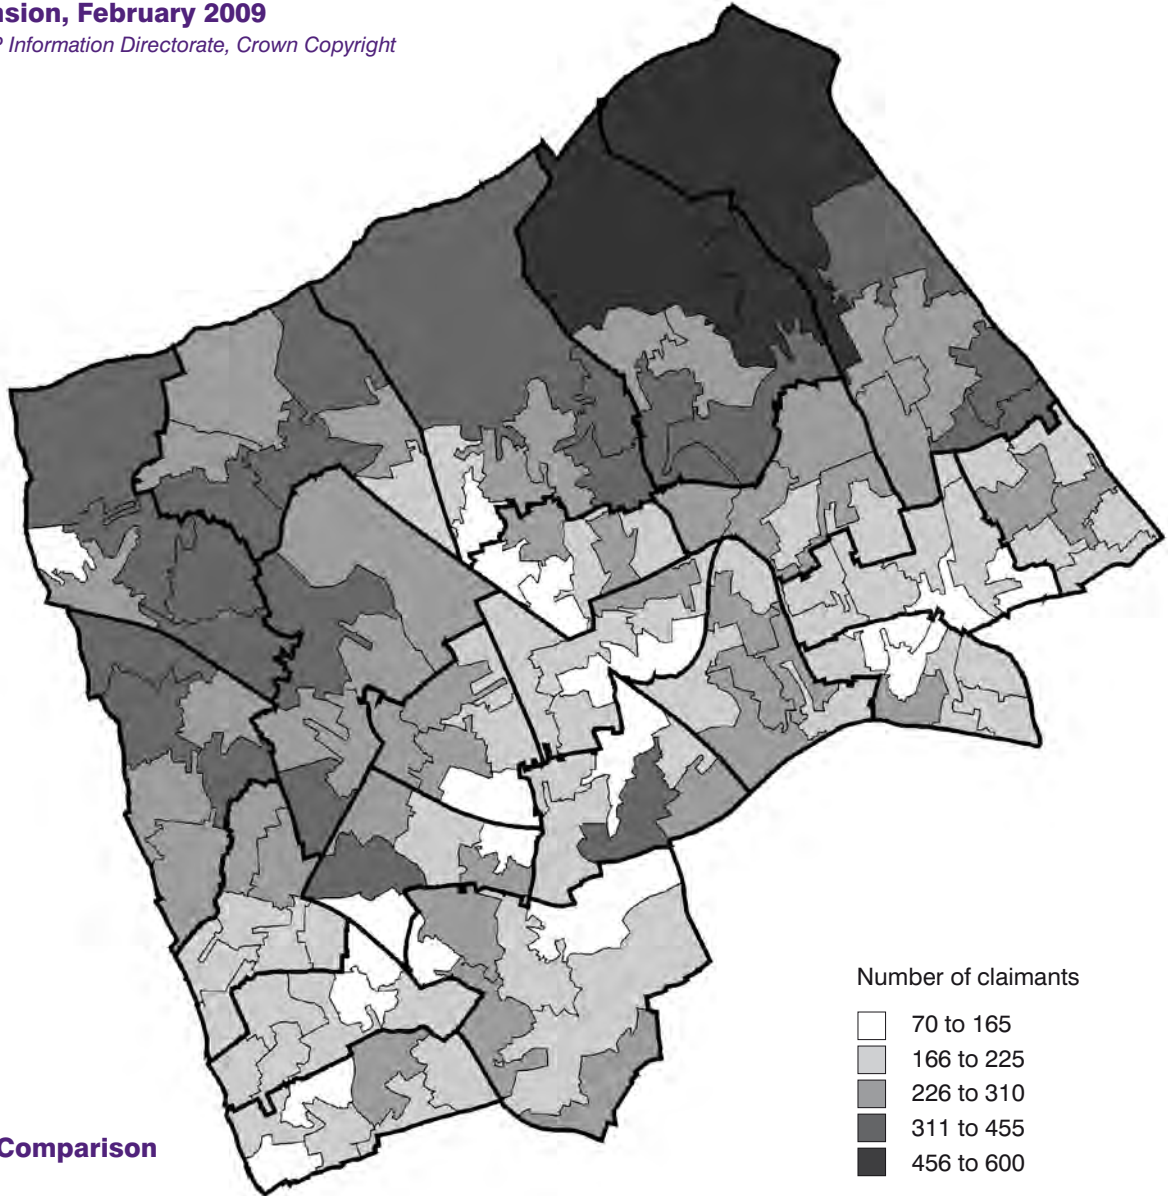 February 2009
Information Directorate, Crown Copyright
Number of claimants
70 to 165
166 to 225
226 to 310
311 to 455
456 to 600
Comparison